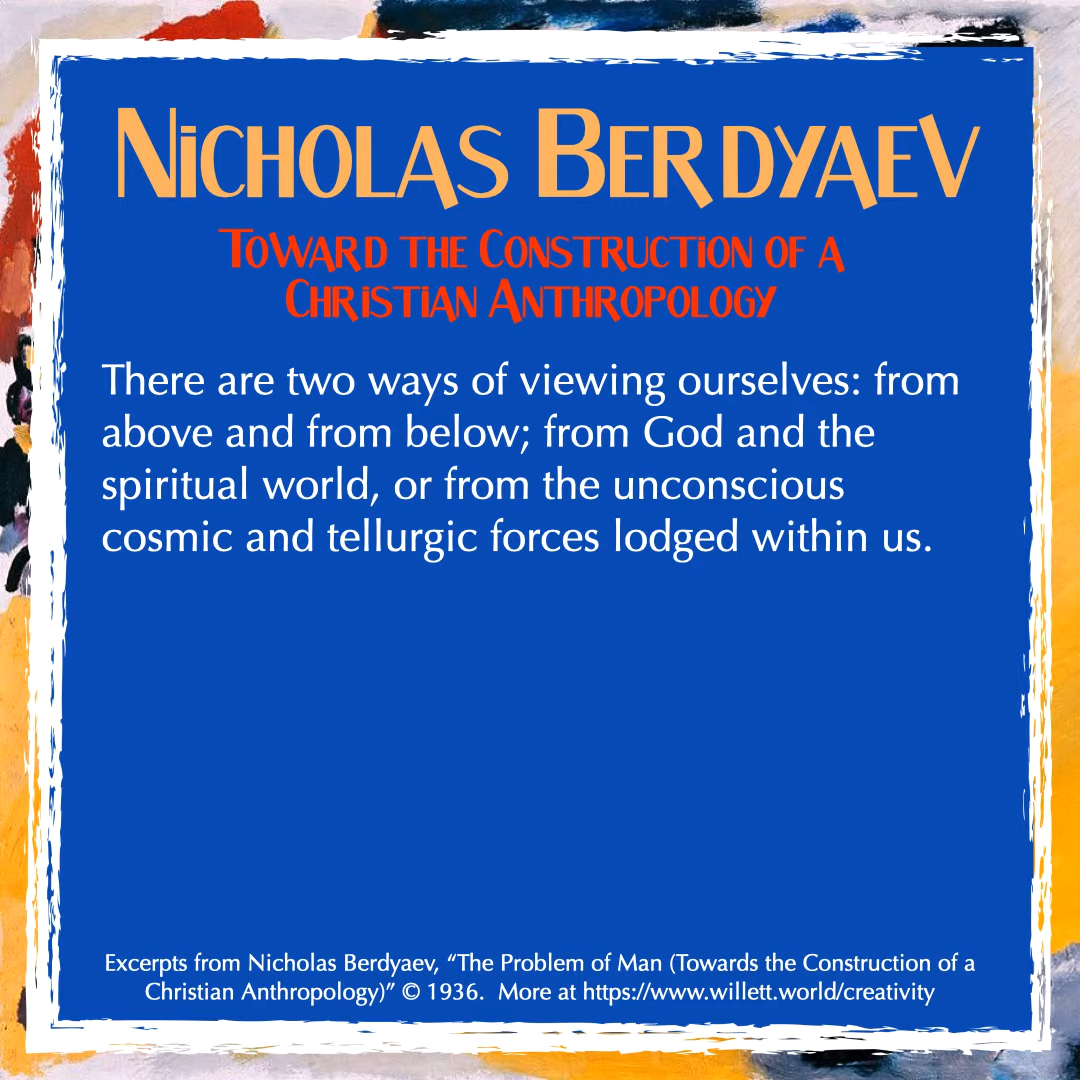 Nicholas Berdyaev
Toward the Construction of a
Christian Anthropology
There are two ways of viewing ourselves: from
above and from below; from God and the
spiritual world, or from the unconscious
cosmic and tellurgic forces lodged within us.
Excerpts from Nicholas Berdyaev, “The Problem of Man (Towards the Construction of a
Christian Anthropology)” © 1936.  More at https://www.willett.world/creativity